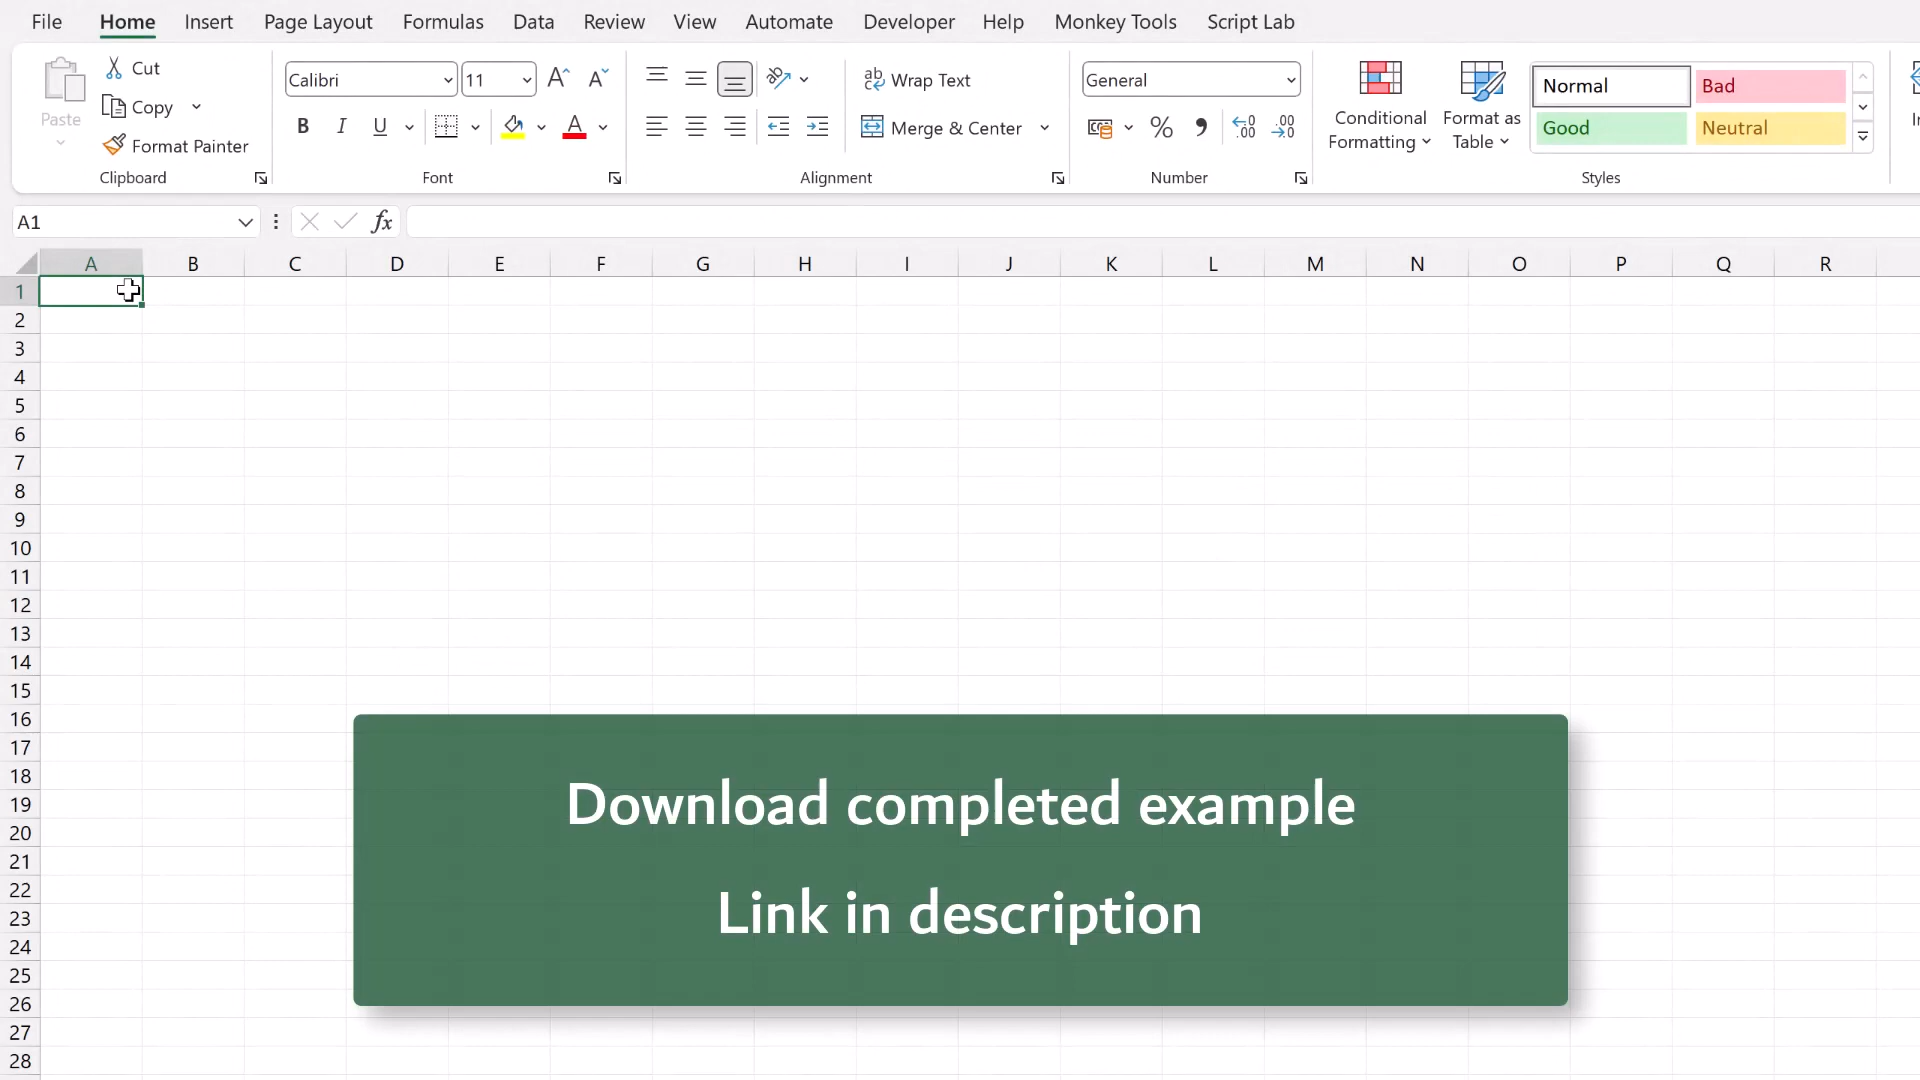 File Home Insert Page Layout Formulas Data Review View Automate Developer Help Monkey Tools Script Lab
Paste
Cut
Copy
Format Painter
Clipboard
Calibri 11 A A
B I U A
Font
ab Wrap Text
Merge & Center
Alignment
General
% .00 .00
Number
Conditional Formatting
Format as Table
Normal Bad
Good Neutral
Styles
A1 fx
A B C D E F G H I J K L M N O P Q R
1
2
3
4
5
6
7
8
9
10
11
12
13
14
15
16
17
18
19
20
21
22
23
24
25
26
27
28
Download completed example
Link in description